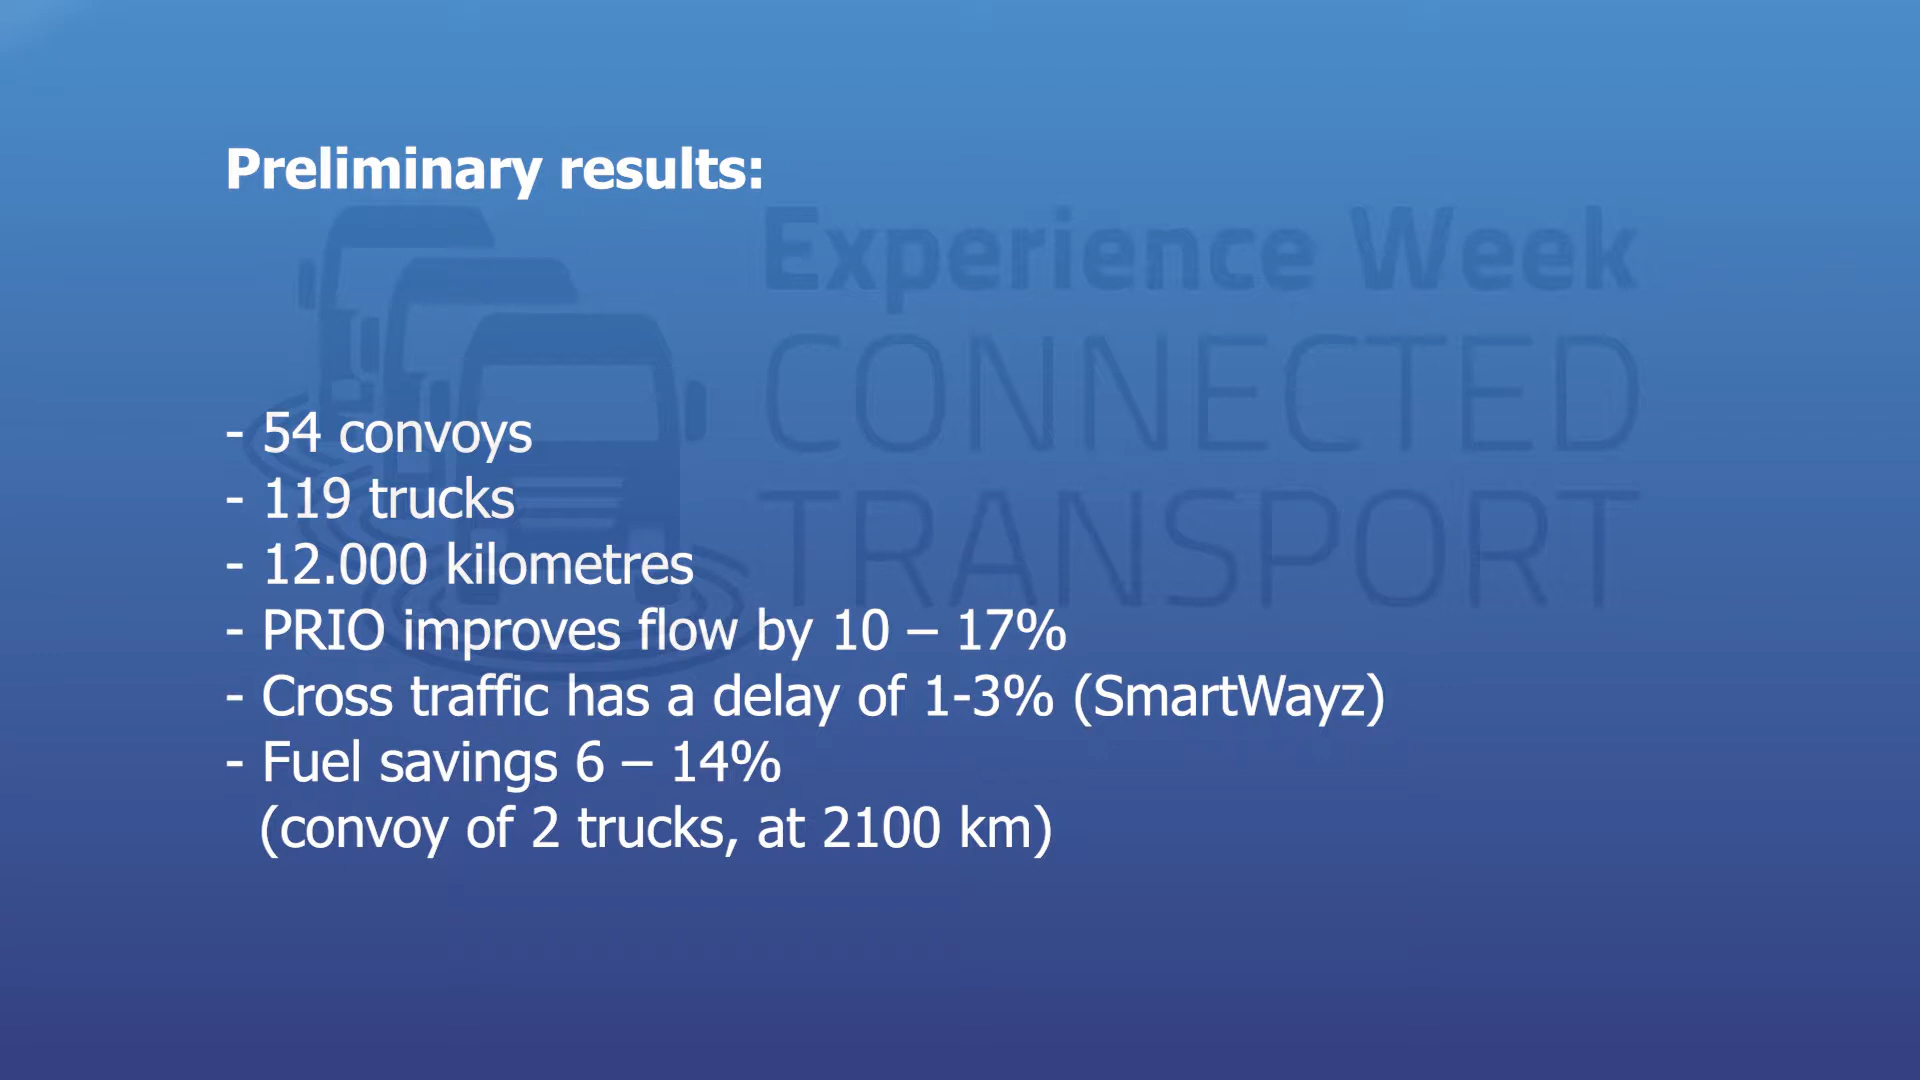 Preliminary results:
Experience Week
CONNECTED
TRANSPORT
- 54 convoys
- 119 trucks
- 12.000 kilometres
- PRIO improves flow by 10 – 17%
- Cross traffic has a delay of 1-3% (SmartWayz)
- Fuel savings 6 – 14%
(convoy of 2 trucks, at 2100 km)